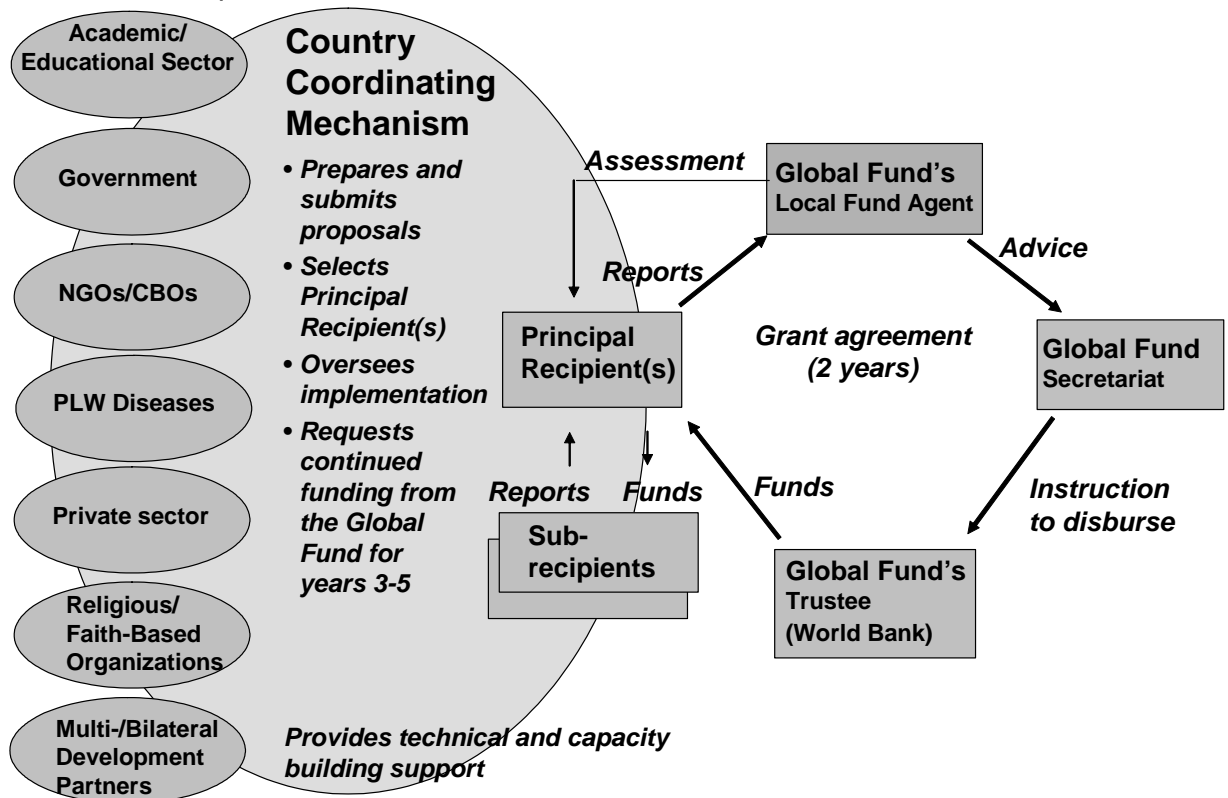 Academic/
Educational Sector
Government
NGOs/CBOs
PLW Diseases
Private sector
Religious/
Faith-Based
Organizations
Multi-/Bilateral
Development
Partners
Country
Coordinating
Mechanism
• Prepares and
submits
proposals
• Selects
Principal
Recipient(s)
• Oversees
implementation
• Requests
continued
funding from
the Global
Fund for
years 3-5
Provides technical and capacity
building support
Assessment
Reports
Principal
Recipient(s)
Reports
Funds
Sub-
recipients
Global Fund's
Local Fund Agent
Advice
Grant agreement
(2 years)
Global Fund
Secretariat
Funds
Instruction
to disburse
Global Fund's
Trustee
(World Bank)